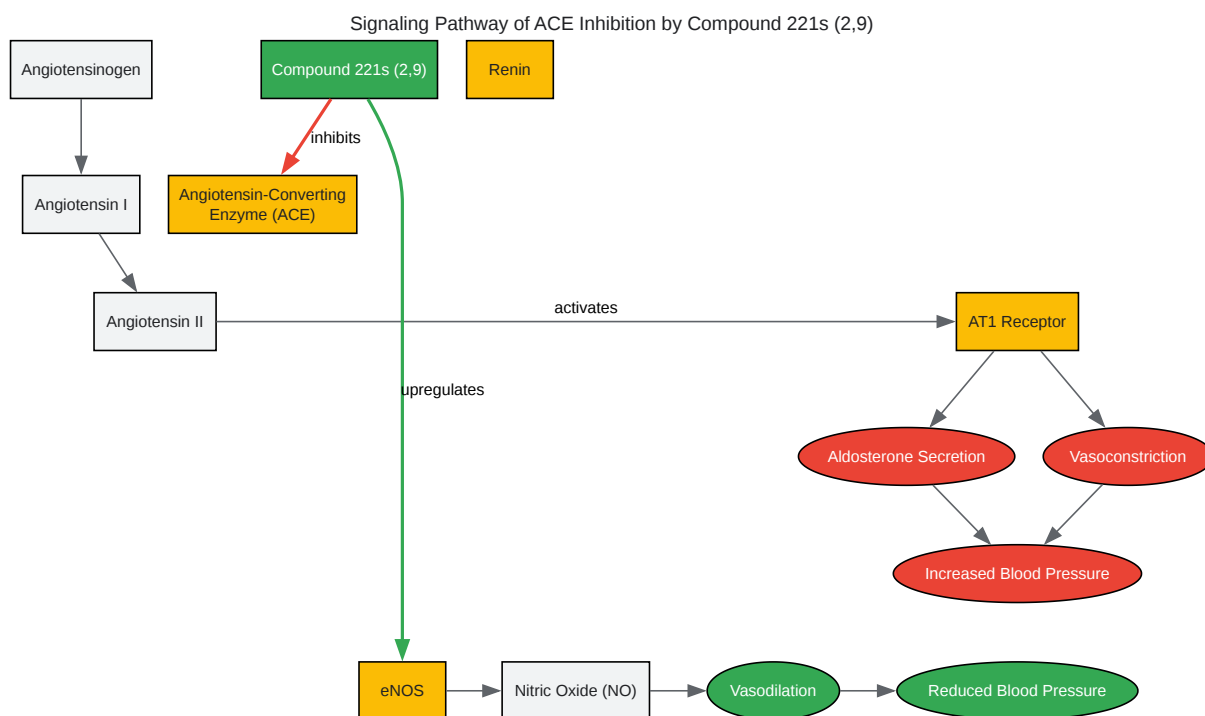 Signaling Pathway of ACE Inhibition by Compound 221s (2,9)
Angiotensinogen
Compound 221s (2,9)
Renin
inhibits
Angiotensin I
Angiotensin-Converting
Enzyme (ACE)
Angiotensin II
activates
AT1 Receptor
upregulates
Aldosterone Secretion
Vasoconstriction
Increased Blood Pressure
eNOS
Nitric Oxide (NO)
Vasodilation
Reduced Blood Pressure